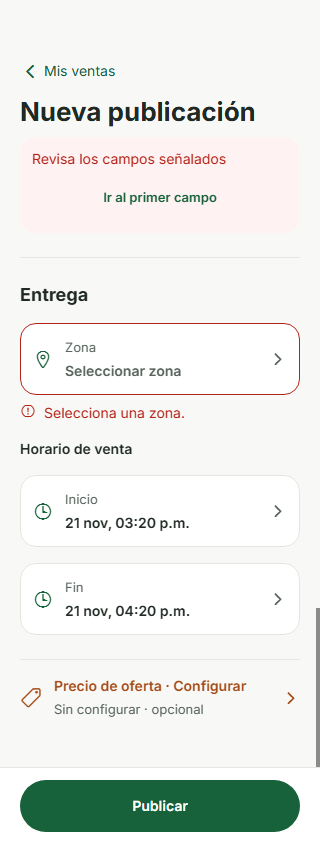 Mis ventas
Nueva publicación
Revisa los campos señalados
Ir al primer campo
Entrega
Zona
Seleccionar zona
Selecciona una zona.
Horario de venta
Inicio
21 nov, 03:20 p.m.
Fin
21 nov, 04:20 p.m.
Precio de oferta · Configurar
Sin configurar · opcional
Publicar